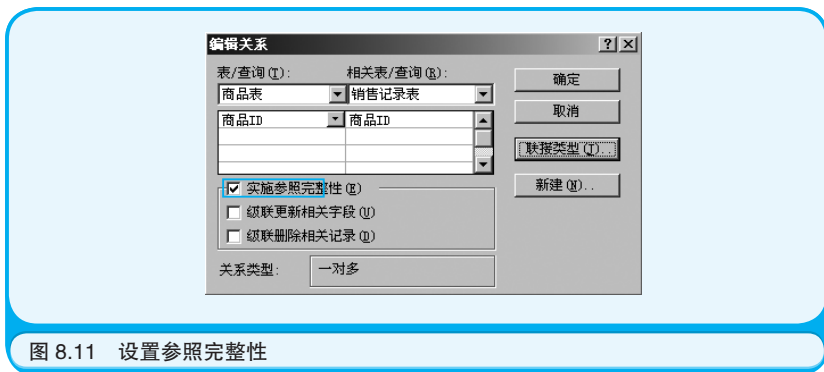 编辑关系
表/查询(T): 相关表/查询(R):
商品表 销售记录表
商品ID 商品ID
实施参照完整性(E)
级联更新相关字段(U)
级联删除相关记录(D)
关系类型: 一对多
确定
取消
联接类型(J)..
新建(N)..
图 8.11 设置参照完整性